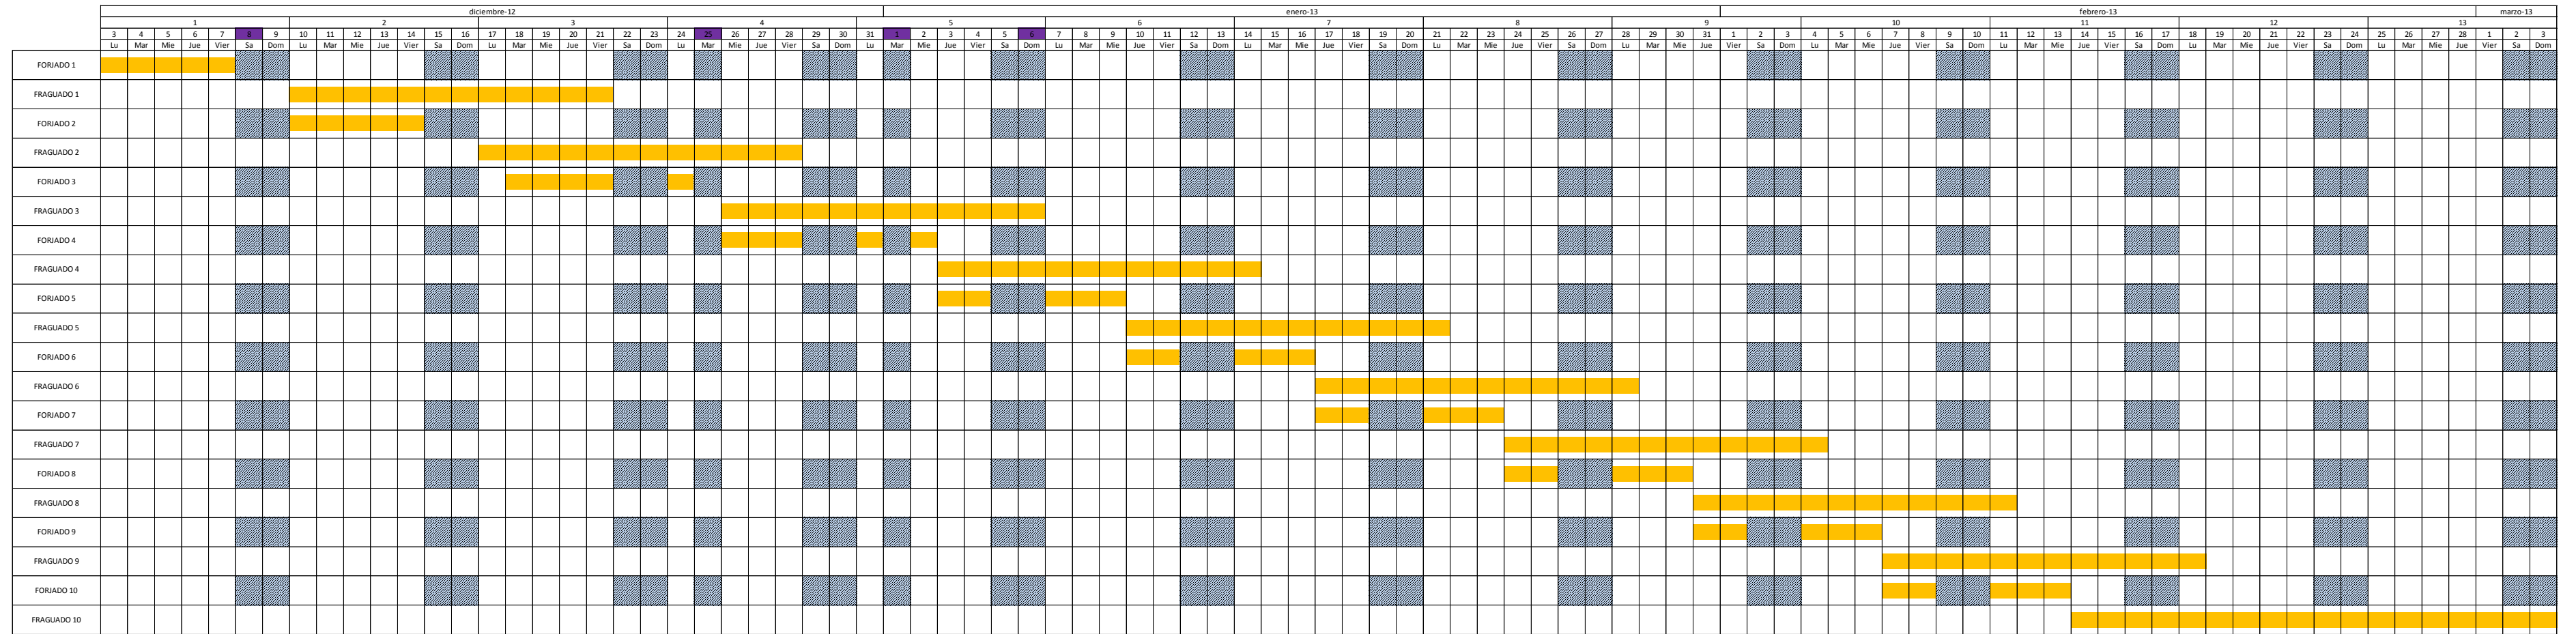 diciembre-12 enero-13 febrero-13 marzo-13
1 2 3 4 5 6 7 8 9 10 11 12 13
3 4 5 6 7 8 9 10 11 12 13 14 15 16 17 18 19 20 21 22 23 24 25 26 27 28 29 30 31 1 2 3 4 5 6 7 8 9 10 11 12 13 14 15 16 17 18 19 20 21 22 23 24 25 26 27 28 29 30 31 1 2 3 4 5 6 7 8 9 10 11 12 13 14 15 16 17 18 19 20 21 22 23 24 25 26 27 28 1 2 3
Lu Mar Mie Jue Vier Sa Dom Lu Mar Mie Jue Vier Sa Dom Lu Mar Mie Jue Vier Sa Dom Lu Mar Mie Jue Vier Sa Dom Lu Mar Mie Jue Vier Sa Dom Lu Mar Mie Jue Vier Sa Dom Lu Mar Mie Jue Vier Sa Dom Lu Mar Mie Jue Vier Sa Dom Lu Mar Mie Jue Vier Sa Dom Lu Mar Mie Jue Vier Sa Dom Lu Mar Mie Jue Vier Sa Dom Lu Mar Mie Jue Vier Sa Dom Lu Mar Mie Jue Vier Sa Dom
FORJADO 1
FRAGUADO 1
FORJADO 2
FRAGUADO 2
FORJADO 3
FRAGUADO 3
FORJADO 4
FRAGUADO 4
FORJADO 5
FRAGUADO 5
FORJADO 6
FRAGUADO 6
FORJADO 7
FRAGUADO 7
FORJADO 8
FRAGUADO 8
FORJADO 9
FRAGUADO 9
FORJADO 10
FRAGUADO 10